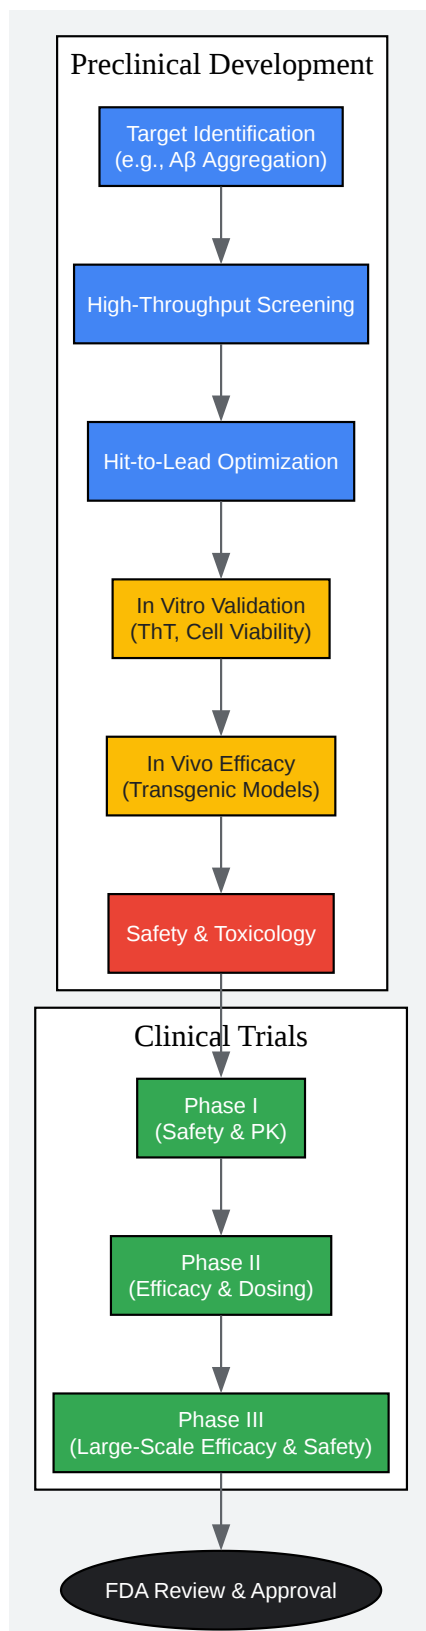 Preclinical Development
Target Identification
(e.g., Aβ Aggregation)
High-Throughput Screening
Hit-to-Lead Optimization
In Vitro Validation
(ThT, Cell Viability)
In Vivo Efficacy
(Transgenic Models)
Safety & Toxicology
Clinical Trials
Phase I
(Safety & PK)
Phase II
(Efficacy & Dosing)
Phase III
(Large-Scale Efficacy & Safety)
FDA Review & Approval